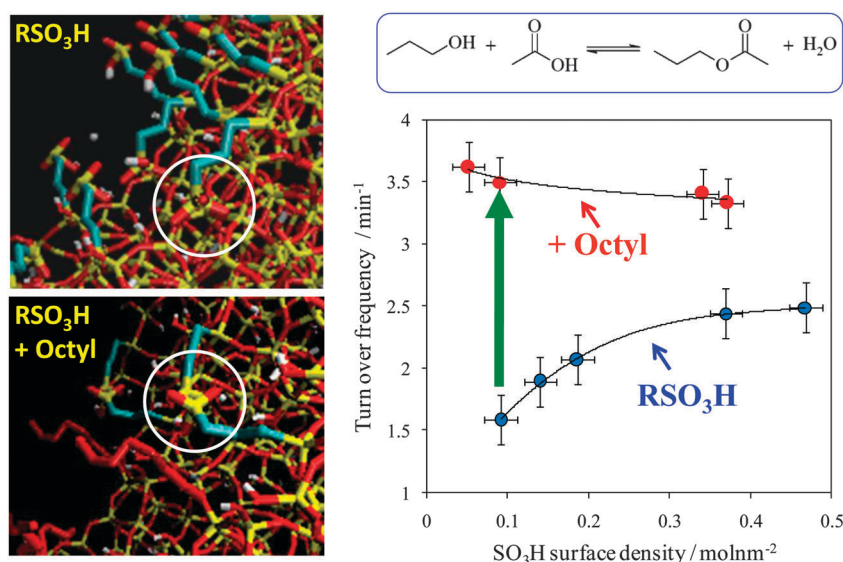 RSO₃H
RSO₃H
+ Octyl
OH + O OH O O + H₂O
Turn over frequency / min⁻¹
4
3.5
3
2.5
2
1.5
1
+ Octyl
RSO₃H
0 0.1 0.2 0.3 0.4 0.5
SO₃H surface density / molnm⁻²